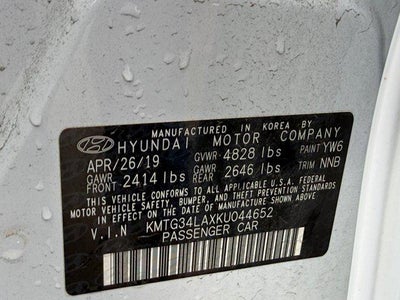 MANUFACTURED IN KOREA BY
HYUNDAI MOTOR COMPANY
APR/26/19 GVWR 4828 lbs PAINT YW6
GAWR FRONT 2414 lbs GAWR REAR 2646 lbs TRIM NNB
THIS VEHICLE CONFORMS TO ALL APPLICABLE U.S.A. FEDERAL
MOTOR VEHICLE SAFETY, BUMPER, AND THEFT PREVENTION
STANDARDS IN EFFECT ON THE DATE OF MANUFACTURE SHOWN ABOVE.
V.I.N KMTG34LAXKU044652
PASSENGER CAR